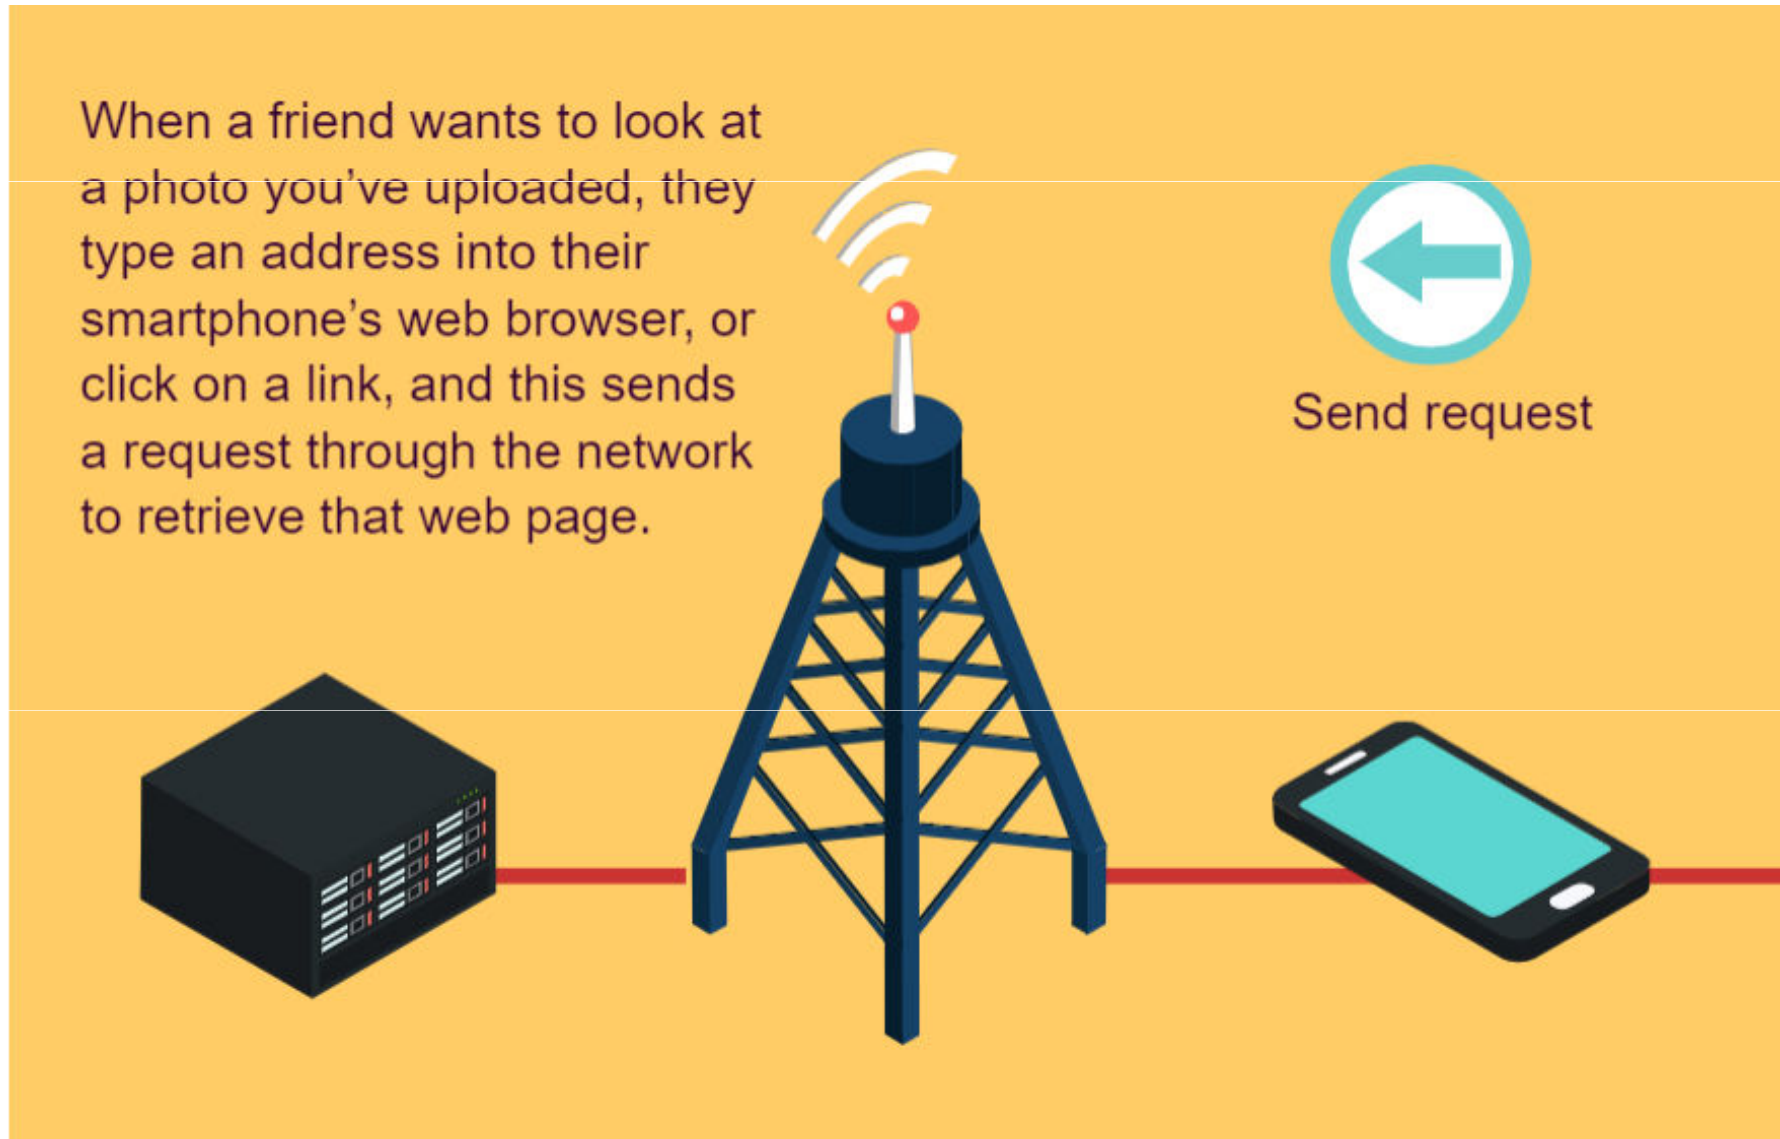 When a friend wants to look at
a photo you’ve uploaded, they
type an address into their
smartphone’s web browser, or
click on a link, and this sends
a request through the network
to retrieve that web page.
Send request